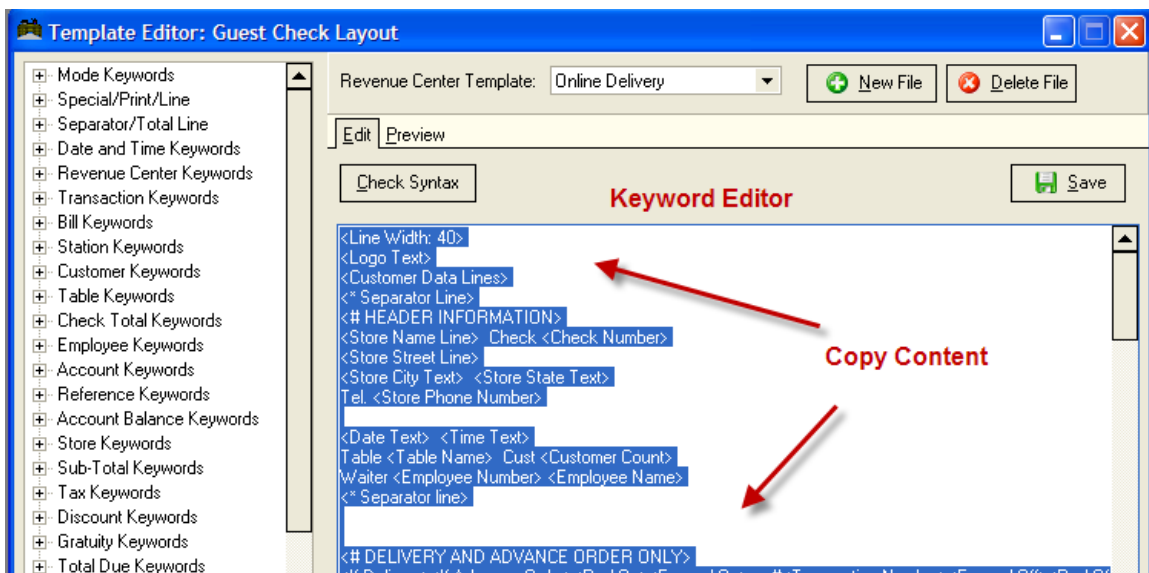 Template Editor: Guest Check Layout
Mode Keywords
Special/Print/Line
Separator/Total Line
Date and Time Keywords
Revenue Center Keywords
Transaction Keywords
Bill Keywords
Station Keywords
Customer Keywords
Table Keywords
Check Total Keywords
Employee Keywords
Account Keywords
Reference Keywords
Account Balance Keywords
Store Keywords
Sub-Total Keywords
Tax Keywords
Discount Keywords
Gratuity Keywords
Total Due Keywords
Revenue Center Template: Online Delivery New File Delete File
Edit Preview
Check Syntax Keyword Editor Save
<Line Width: 40>
<Logo Text>
<Customer Data Lines>
<* Separator Line>
<# HEADER INFORMATION>
<Store Name Line> Check <Check Number>
<Store Street Line>
<Store City Text> <Store State Text>
Tel. <Store Phone Number>
<Date Text> <Time Text>
Table <Table Name> Cust <Customer Count>
Waiter <Employee Number> <Employee Name>
<* Separator line>
<# DELIVERY AND ADVANCE ORDER ONLY>
Copy Content